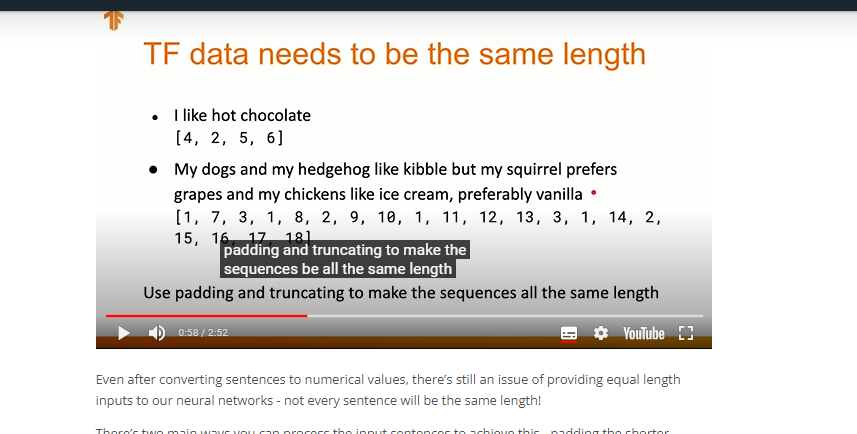 TF data needs to be the same length
• I like hot chocolate
[4, 2, 5, 6]
• My dogs and my hedgehog like kibble but my squirrel prefers
grapes and my chickens like ice cream, preferably vanilla
[1, 7, 3, 1, 8, 2, 9, 10, 1, 11, 12, 13, 3, 1, 14, 2,
15, 16, 17, 18]
padding and truncating to make the
sequences be all the same length
Use padding and truncating to make the sequences all the same length
0:58 / 2:52
YouTube
Even after converting sentences to numerical values, there's still an issue of providing equal length
inputs to our neural networks - not every sentence will be the same length!
There's two main ways you can process the input sentences to achieve this - padding the shorter